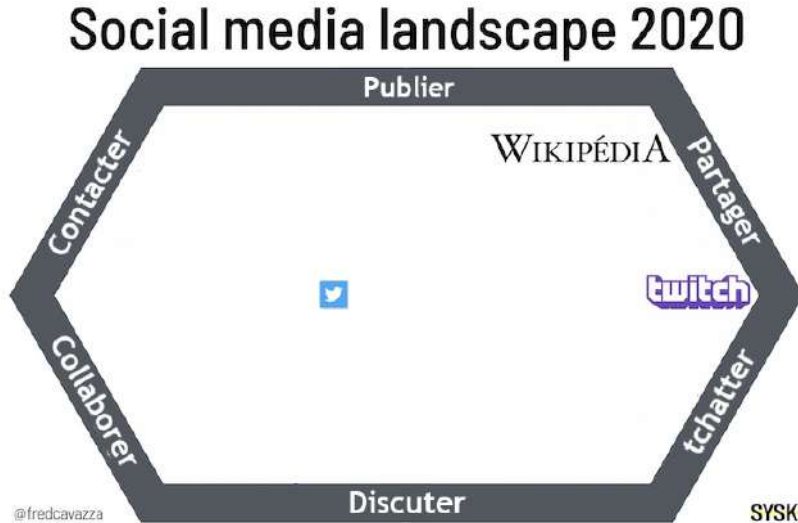 Social media landscape 2020
Publier
WIKIPÉDIA
Contacter
Partager
twitch
Collaborer
tchatter
Discuter
@fredcavazza
SYSK